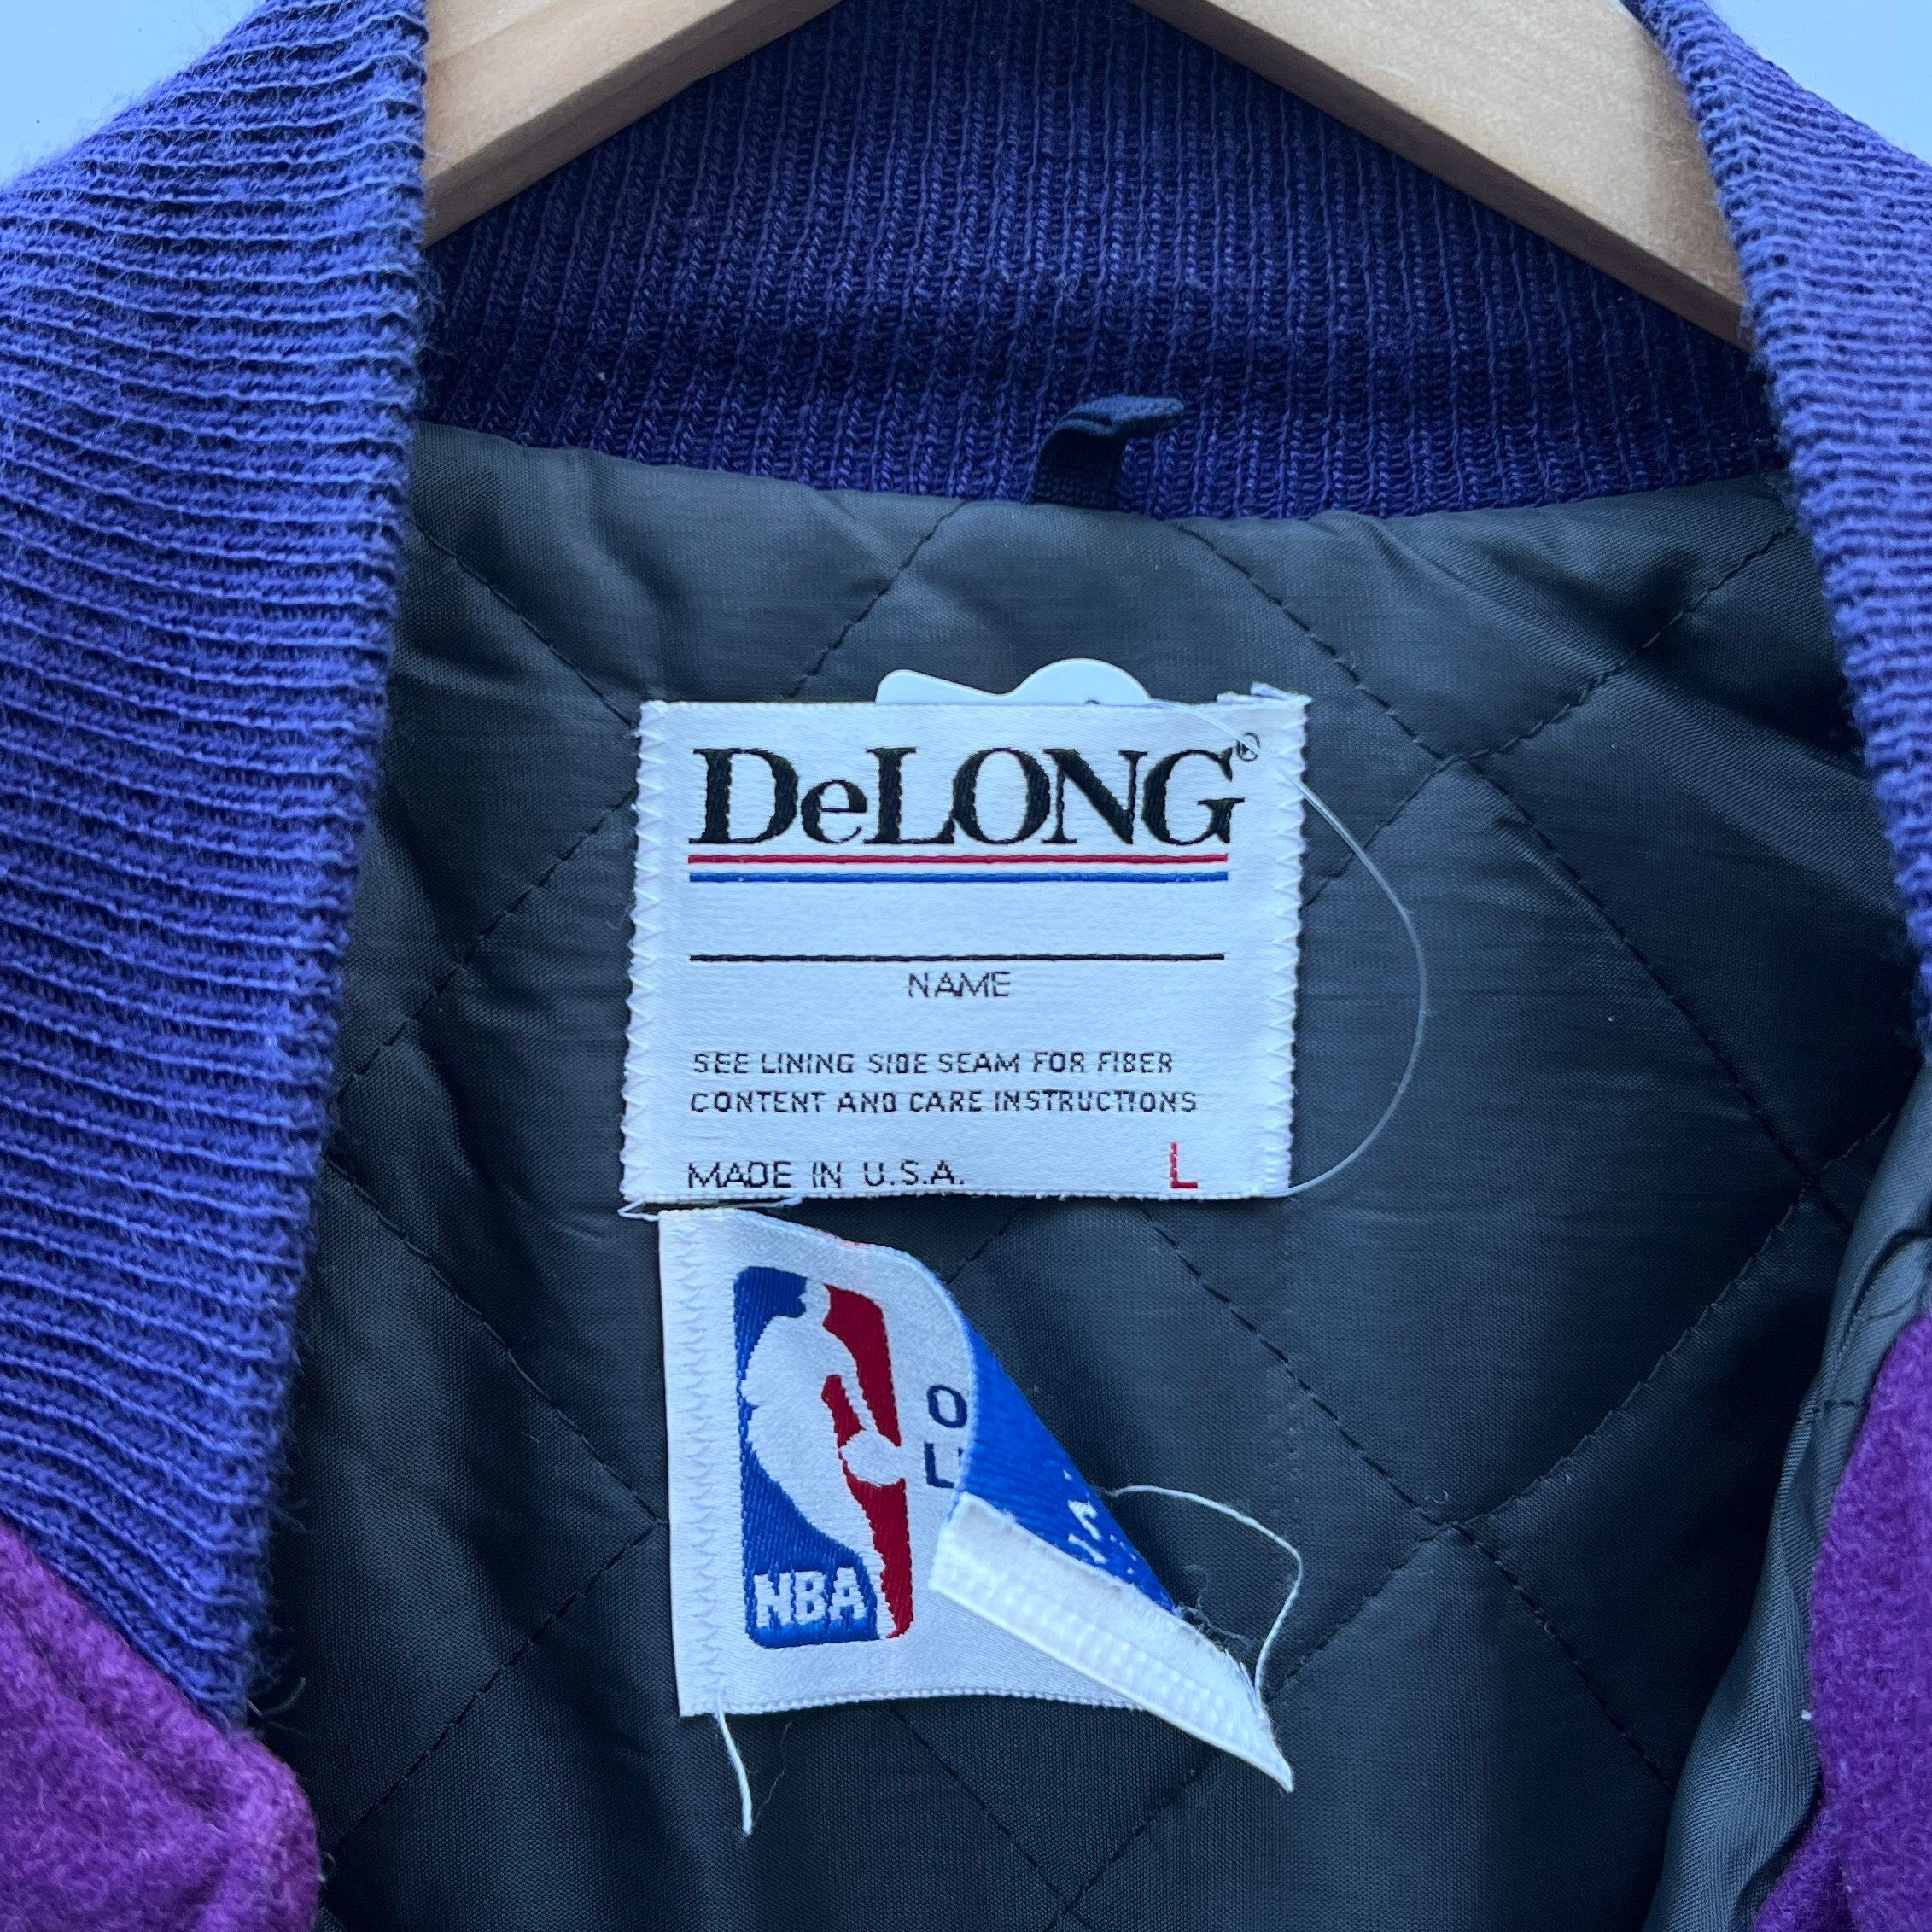 DeLONG®
NAME
SEE LINING SIDE SEAM FOR FIBER
CONTENT AND CARE INSTRUCTIONS
MADE IN U.S.A. L
NBA